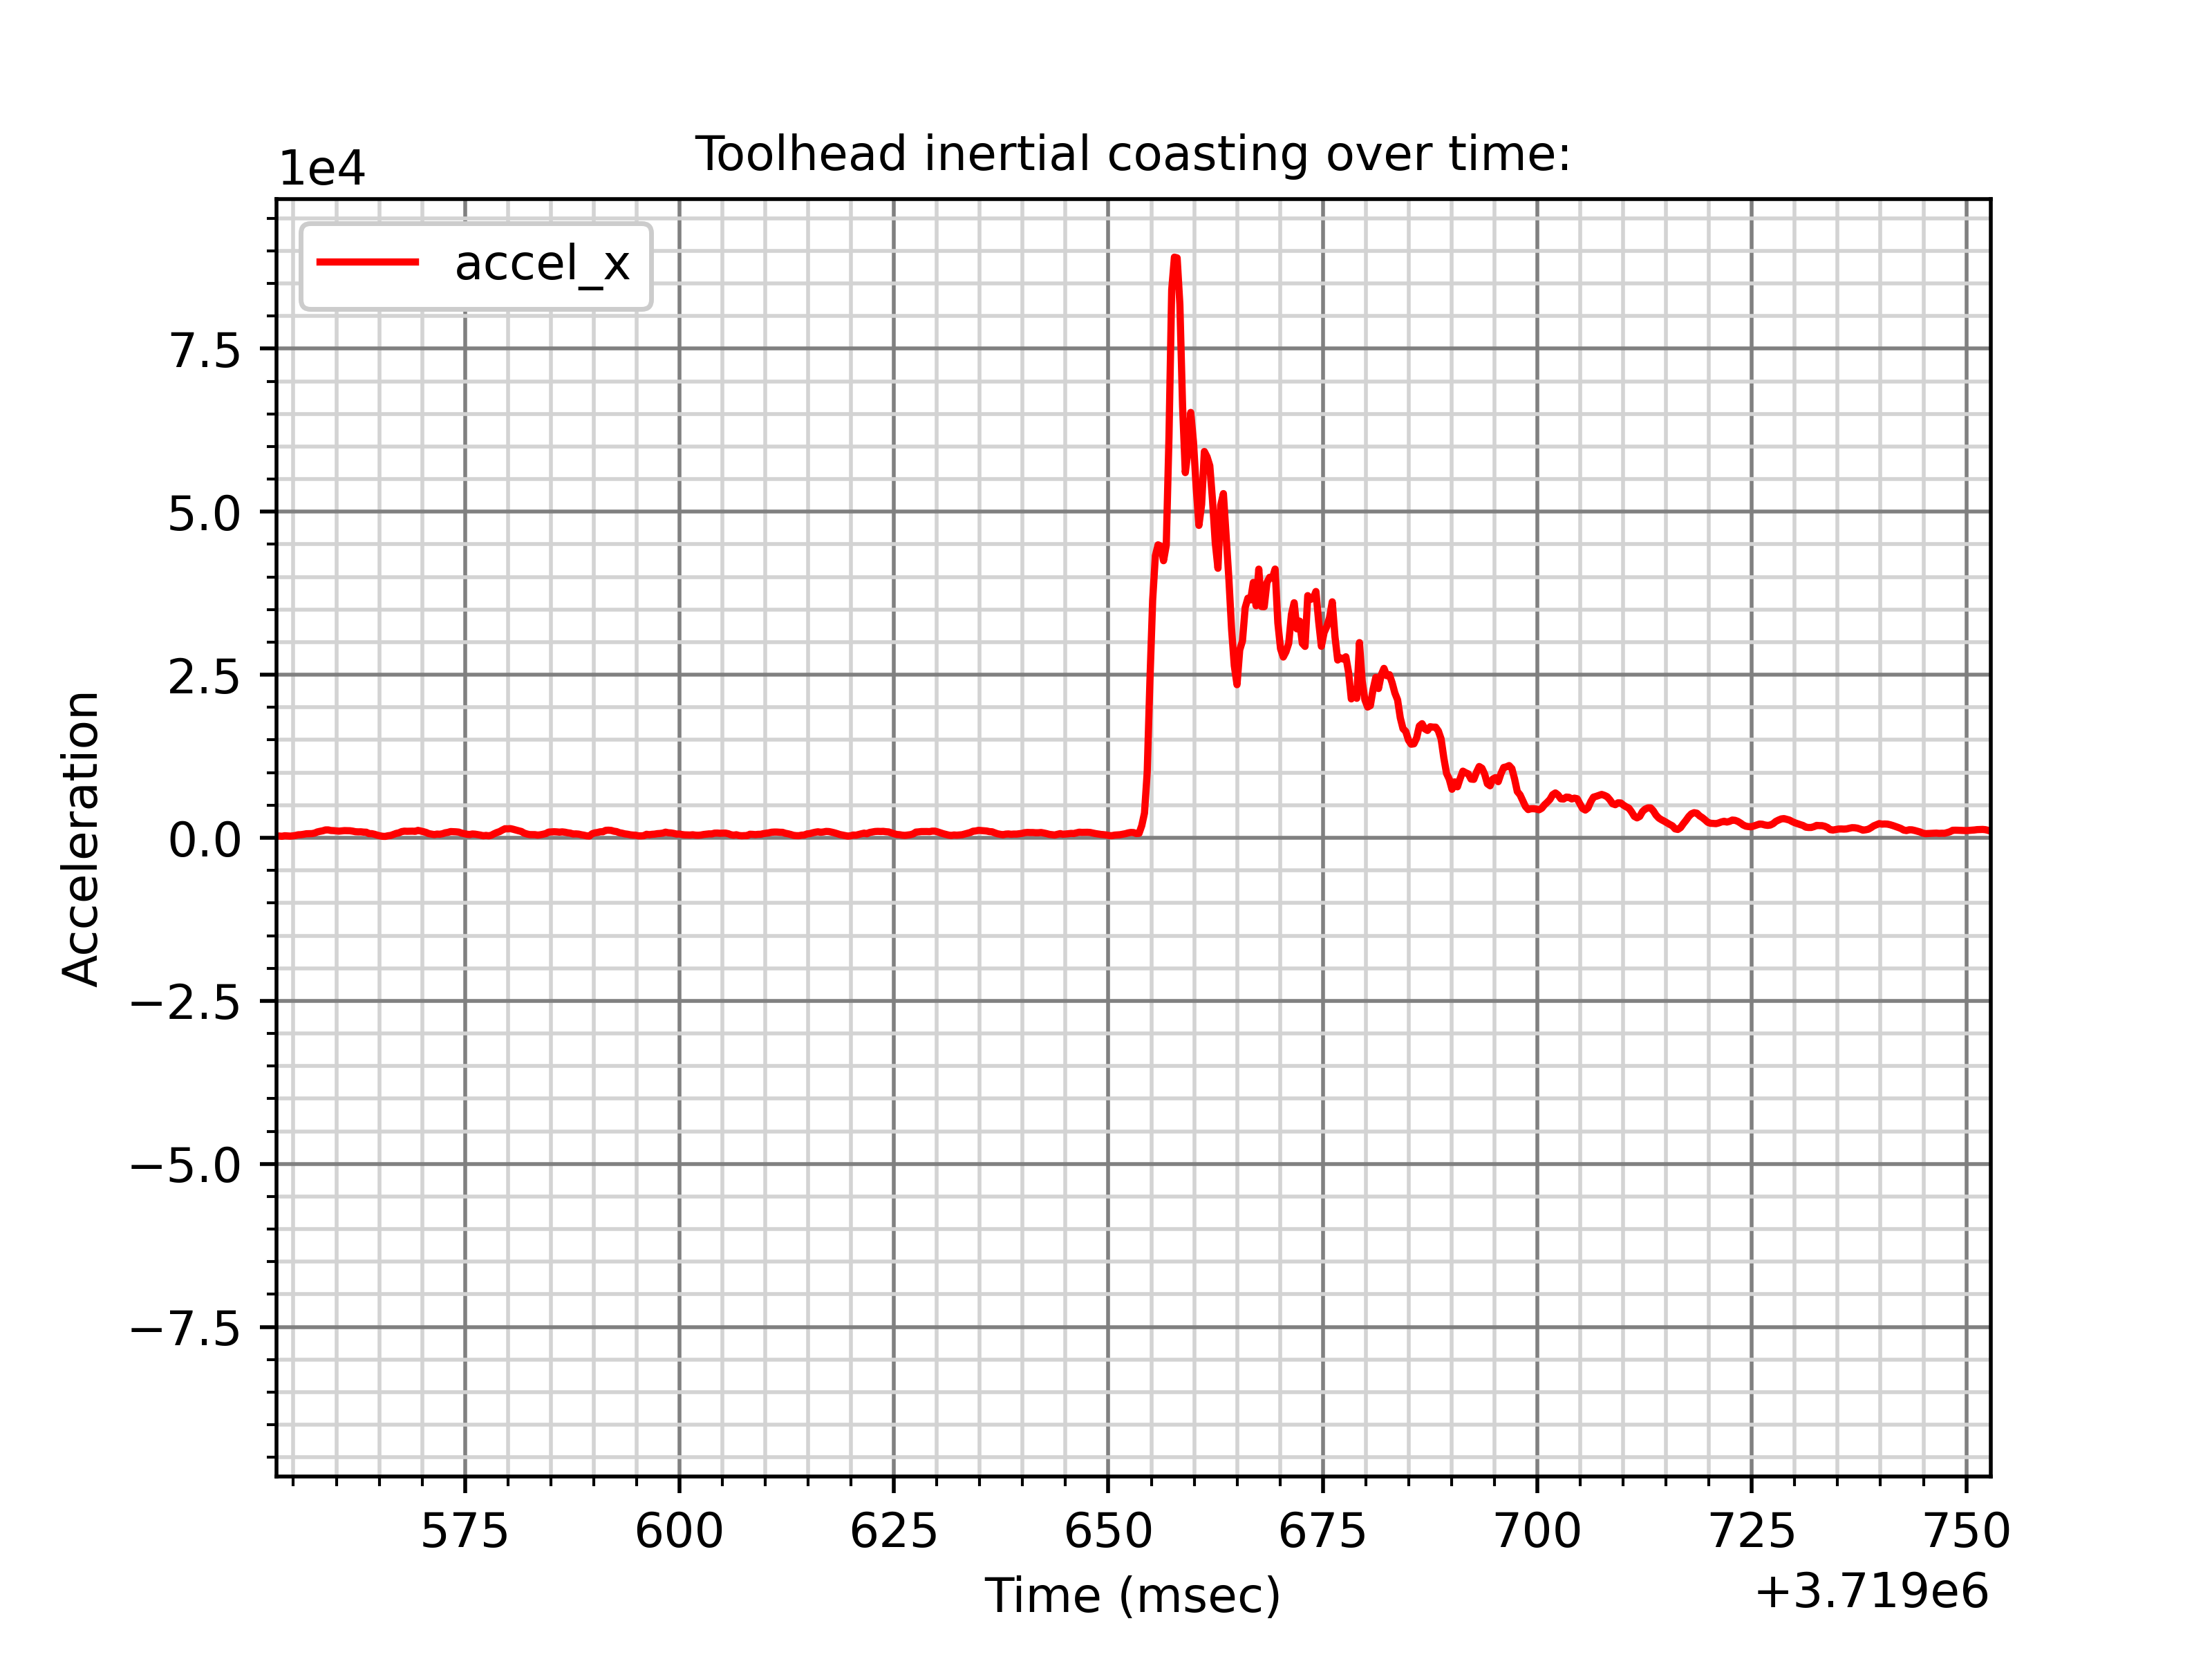 Toolhead inertial coasting over time:
1e4
accel_x
7.5
5.0
2.5
0.0
−2.5
−5.0
−7.5
Acceleration
575 600 625 650 675 700 725 750
Time (msec)
+3.719e6